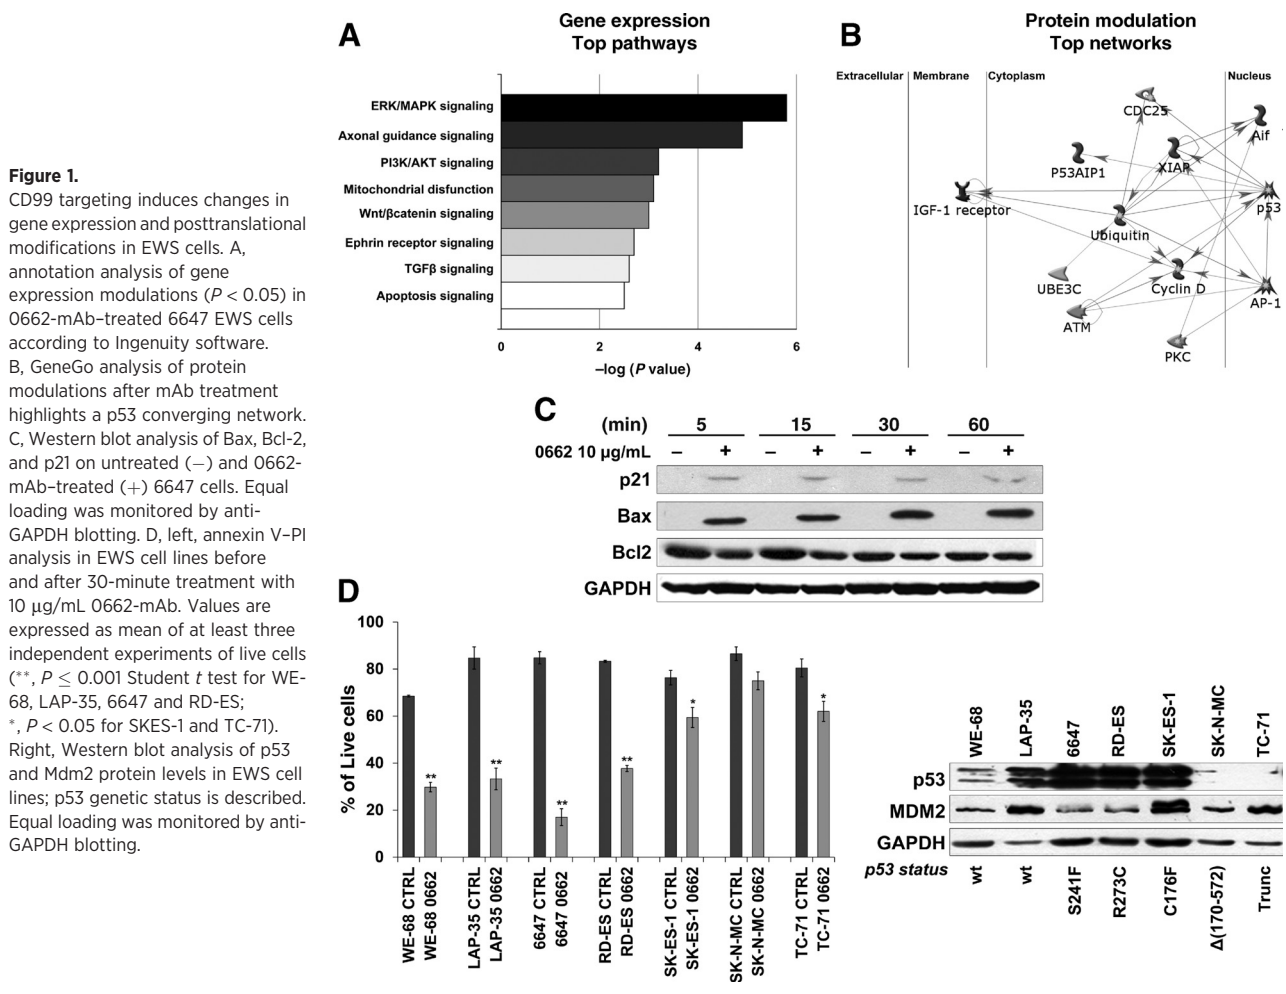 Figure 1.
CD99 targeting induces changes in
gene expression and posttranslational
modifications in EWS cells. A,
annotation analysis of gene
expression modulations (P < 0.05) in
0662-mAb–treated 6647 EWS cells
according to Ingenuity software.
B, GeneGo analysis of protein
modulations after mAb treatment
highlights a p53 converging network.
C, Western blot analysis of Bax, Bcl-2,
and p21 on untreated (−) and 0662-
mAb–treated (+) 6647 cells. Equal
loading was monitored by anti-
GAPDH blotting. D, left, annexin V–PI
analysis in EWS cell lines before
and after 30-minute treatment with
10 μg/mL 0662-mAb. Values are
expressed as mean of at least three
independent experiments of live cells
(**, P ≤ 0.001 Student t test for WE-
68, LAP-35, 6647 and RD-ES;
*, P < 0.05 for SKES-1 and TC-71).
Right, Western blot analysis of p53
and Mdm2 protein levels in EWS cell
lines; p53 genetic status is described.
Equal loading was monitored by anti-
GAPDH blotting.
A
Gene expression
Top pathways
ERK/MAPK signaling
Axonal guidance signaling
PI3K/AKT signaling
Mitochondrial disfunction
Wnt/βcatenin signaling
Ephrin receptor signaling
TGFβ signaling
Apoptosis signaling
0 2 4 6
–log (P value)
B
Protein modulation
Top networks
Extracellular Membrane Cytoplasm Nucleus
CDC25
Aif
P53AIP1
XIAP
IGF-1 receptor
p53
Ubiquitin
UBE3C
Cyclin D
AP-1
ATM
PKC
C
(min) 5 15 30 60
0662 10 μg/mL – + – + – + – +
p21
Bax
Bcl2
GAPDH
D
% of Live cells
100
80
60
40
20
0
** ** ** ** * *
WE-68 CTRL
WE-68 0662
LAP-35 CTRL
LAP-35 0662
6647 CTRL
6647 0662
RD-ES CTRL
RD-ES 0662
SK-ES-1 CTRL
SK-ES-1 0662
SK-N-MC CTRL
SK-N-MC 0662
TC-71 CTRL
TC-71 0662
WE-68 LAP-35 6647 RD-ES SK-ES-1 SK-N-MC TC-71
p53
MDM2
GAPDH
p53 status wt wt S241F R273C C176F Δ(170-572) Trunc